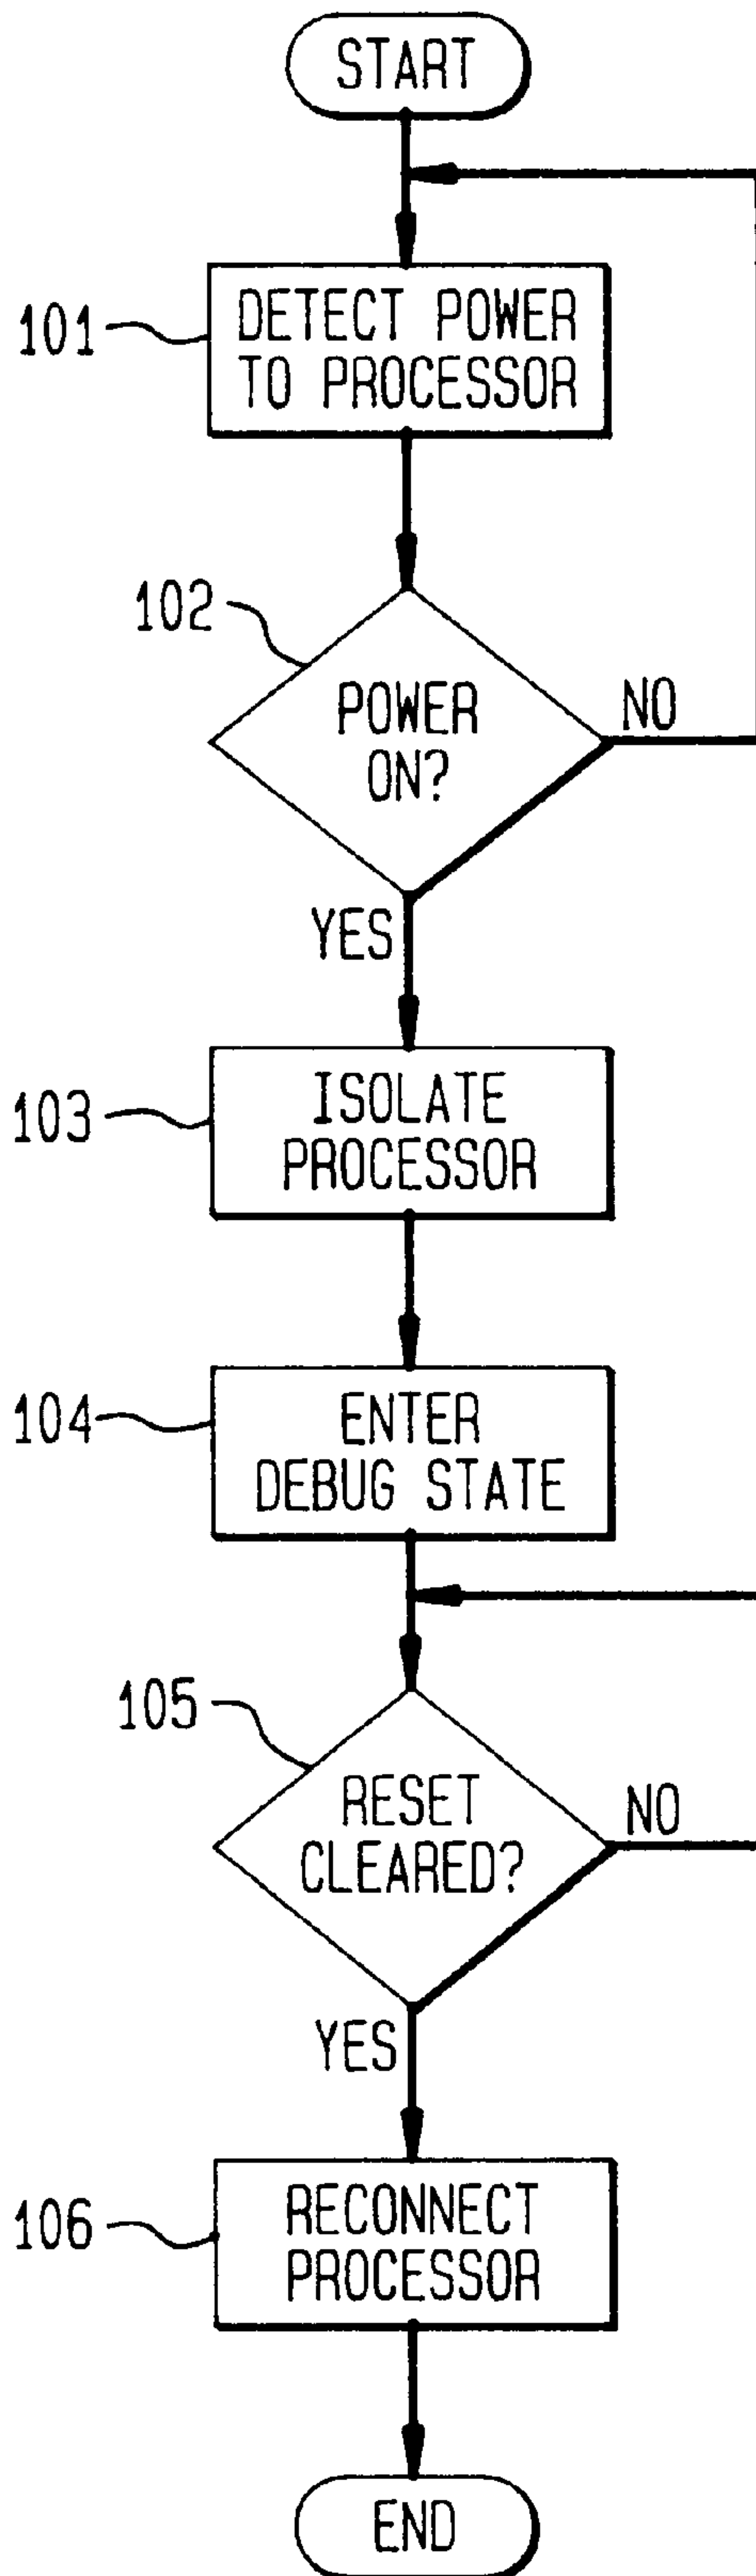 START
101
DETECT POWER
TO PROCESSOR
102
POWER
ON?
NO
YES
103
ISOLATE
PROCESSOR
104
ENTER
DEBUG STATE
105
RESET
CLEARED?
NO
YES
106
RECONNECT
PROCESSOR
END